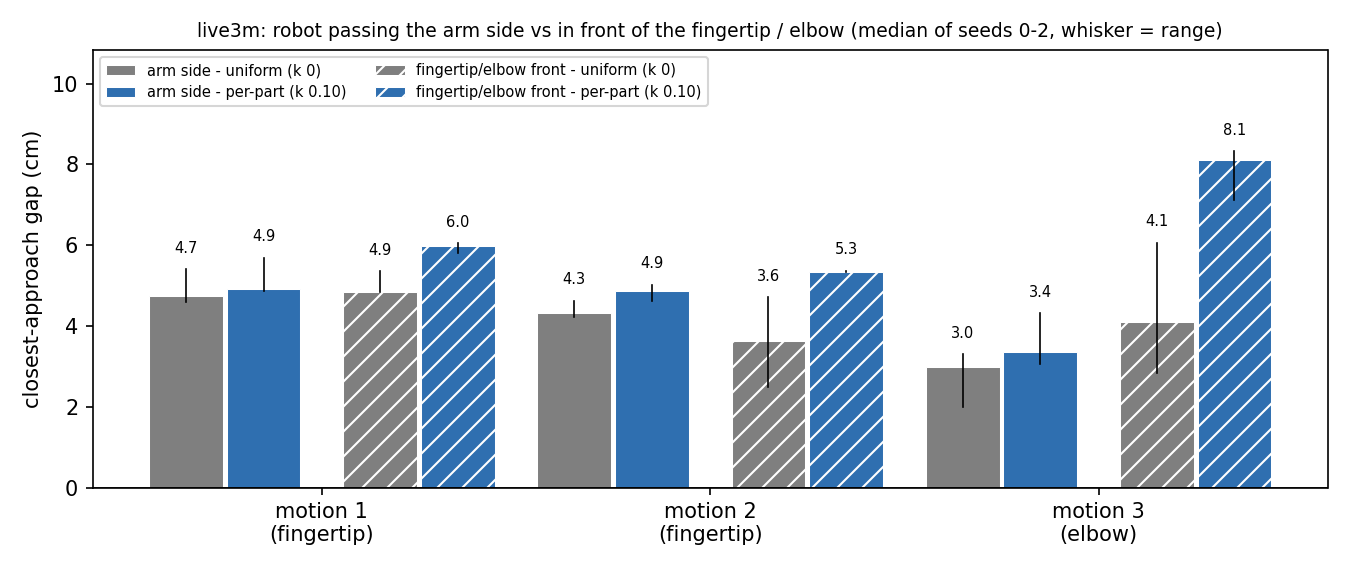 live3m: robot passing the arm side vs in front of the fingertip / elbow (median of seeds 0-2, whisker = range)
arm side - uniform (k 0)
arm side - per-part (k 0.10)
fingertip/elbow front - uniform (k 0)
fingertip/elbow front - per-part (k 0.10)
closest-approach gap (cm)
10
8
6
4
2
0
4.7
4.9
4.9
6.0
4.3
4.9
3.6
5.3
3.0
3.4
4.1
8.1
motion 1
(fingertip)
motion 2
(fingertip)
motion 3
(elbow)